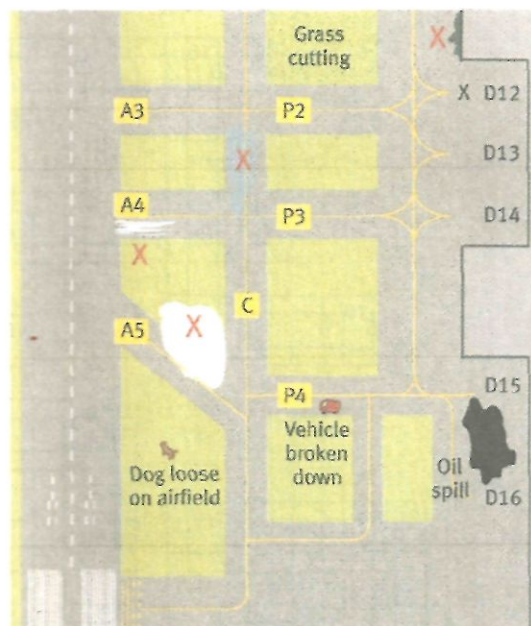 Grass
cutting
X
X D12
A3
P2
D13
X
A4
P3
D14
X
C
X
A5
D15
P4
Vehicle
broken
down
Dog loose
on airfield
Oil
spill
D16